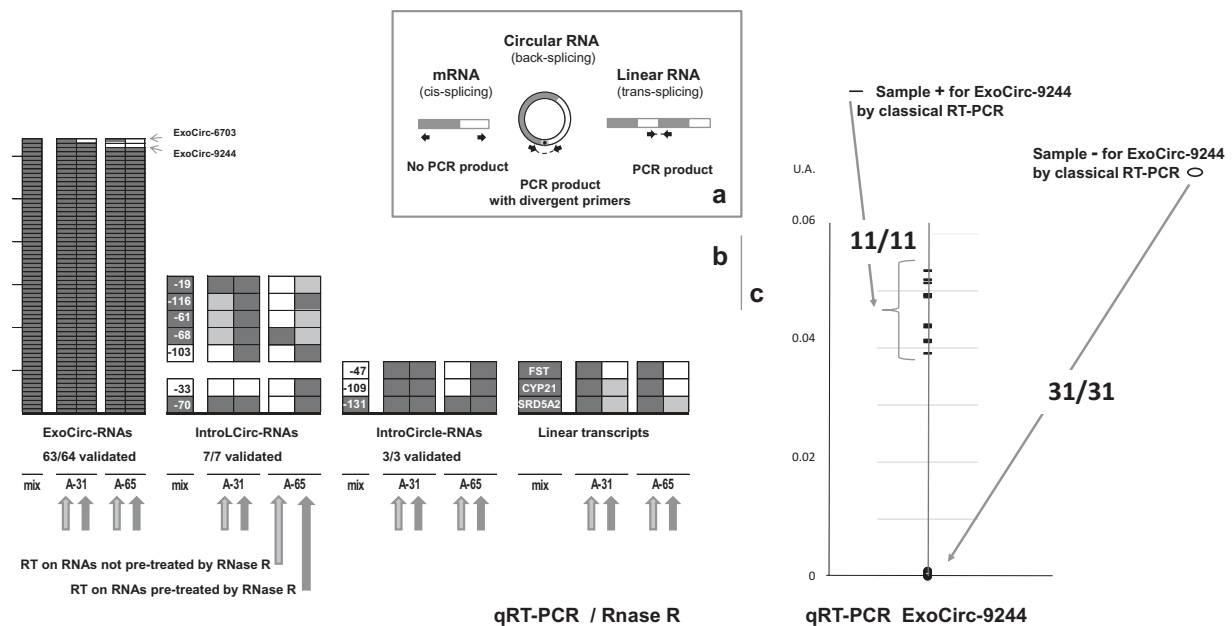 Circular RNA
(back-splicing)
mRNA
(cis-splicing)
Linear RNA
(trans-splicing)
No PCR product
PCR product
with divergent primers
PCR product
a
b
c
ExoCirc-6703
ExoCirc-9244
-19
-116
-61
-68
-103
-33
-70
-47
-109
-131
FST
CYP21
SRD5A2
ExoCirc-RNAs
63/64 validated
IntroLCirc-RNAs
7/7 validated
IntroCircle-RNAs
3/3 validated
Linear transcripts
mix A-31 A-65
mix A-31 A-65
mix A-31 A-65
mix A-31 A-65
RT on RNAs not pre-treated by RNase R
RT on RNAs pre-treated by RNase R
qRT-PCR / Rnase R
Sample + for ExoCirc-9244
by classical RT-PCR
Sample - for ExoCirc-9244
by classical RT-PCR
U.A.
0.06
0.04
0.02
0
11/11
31/31
qRT-PCR ExoCirc-9244